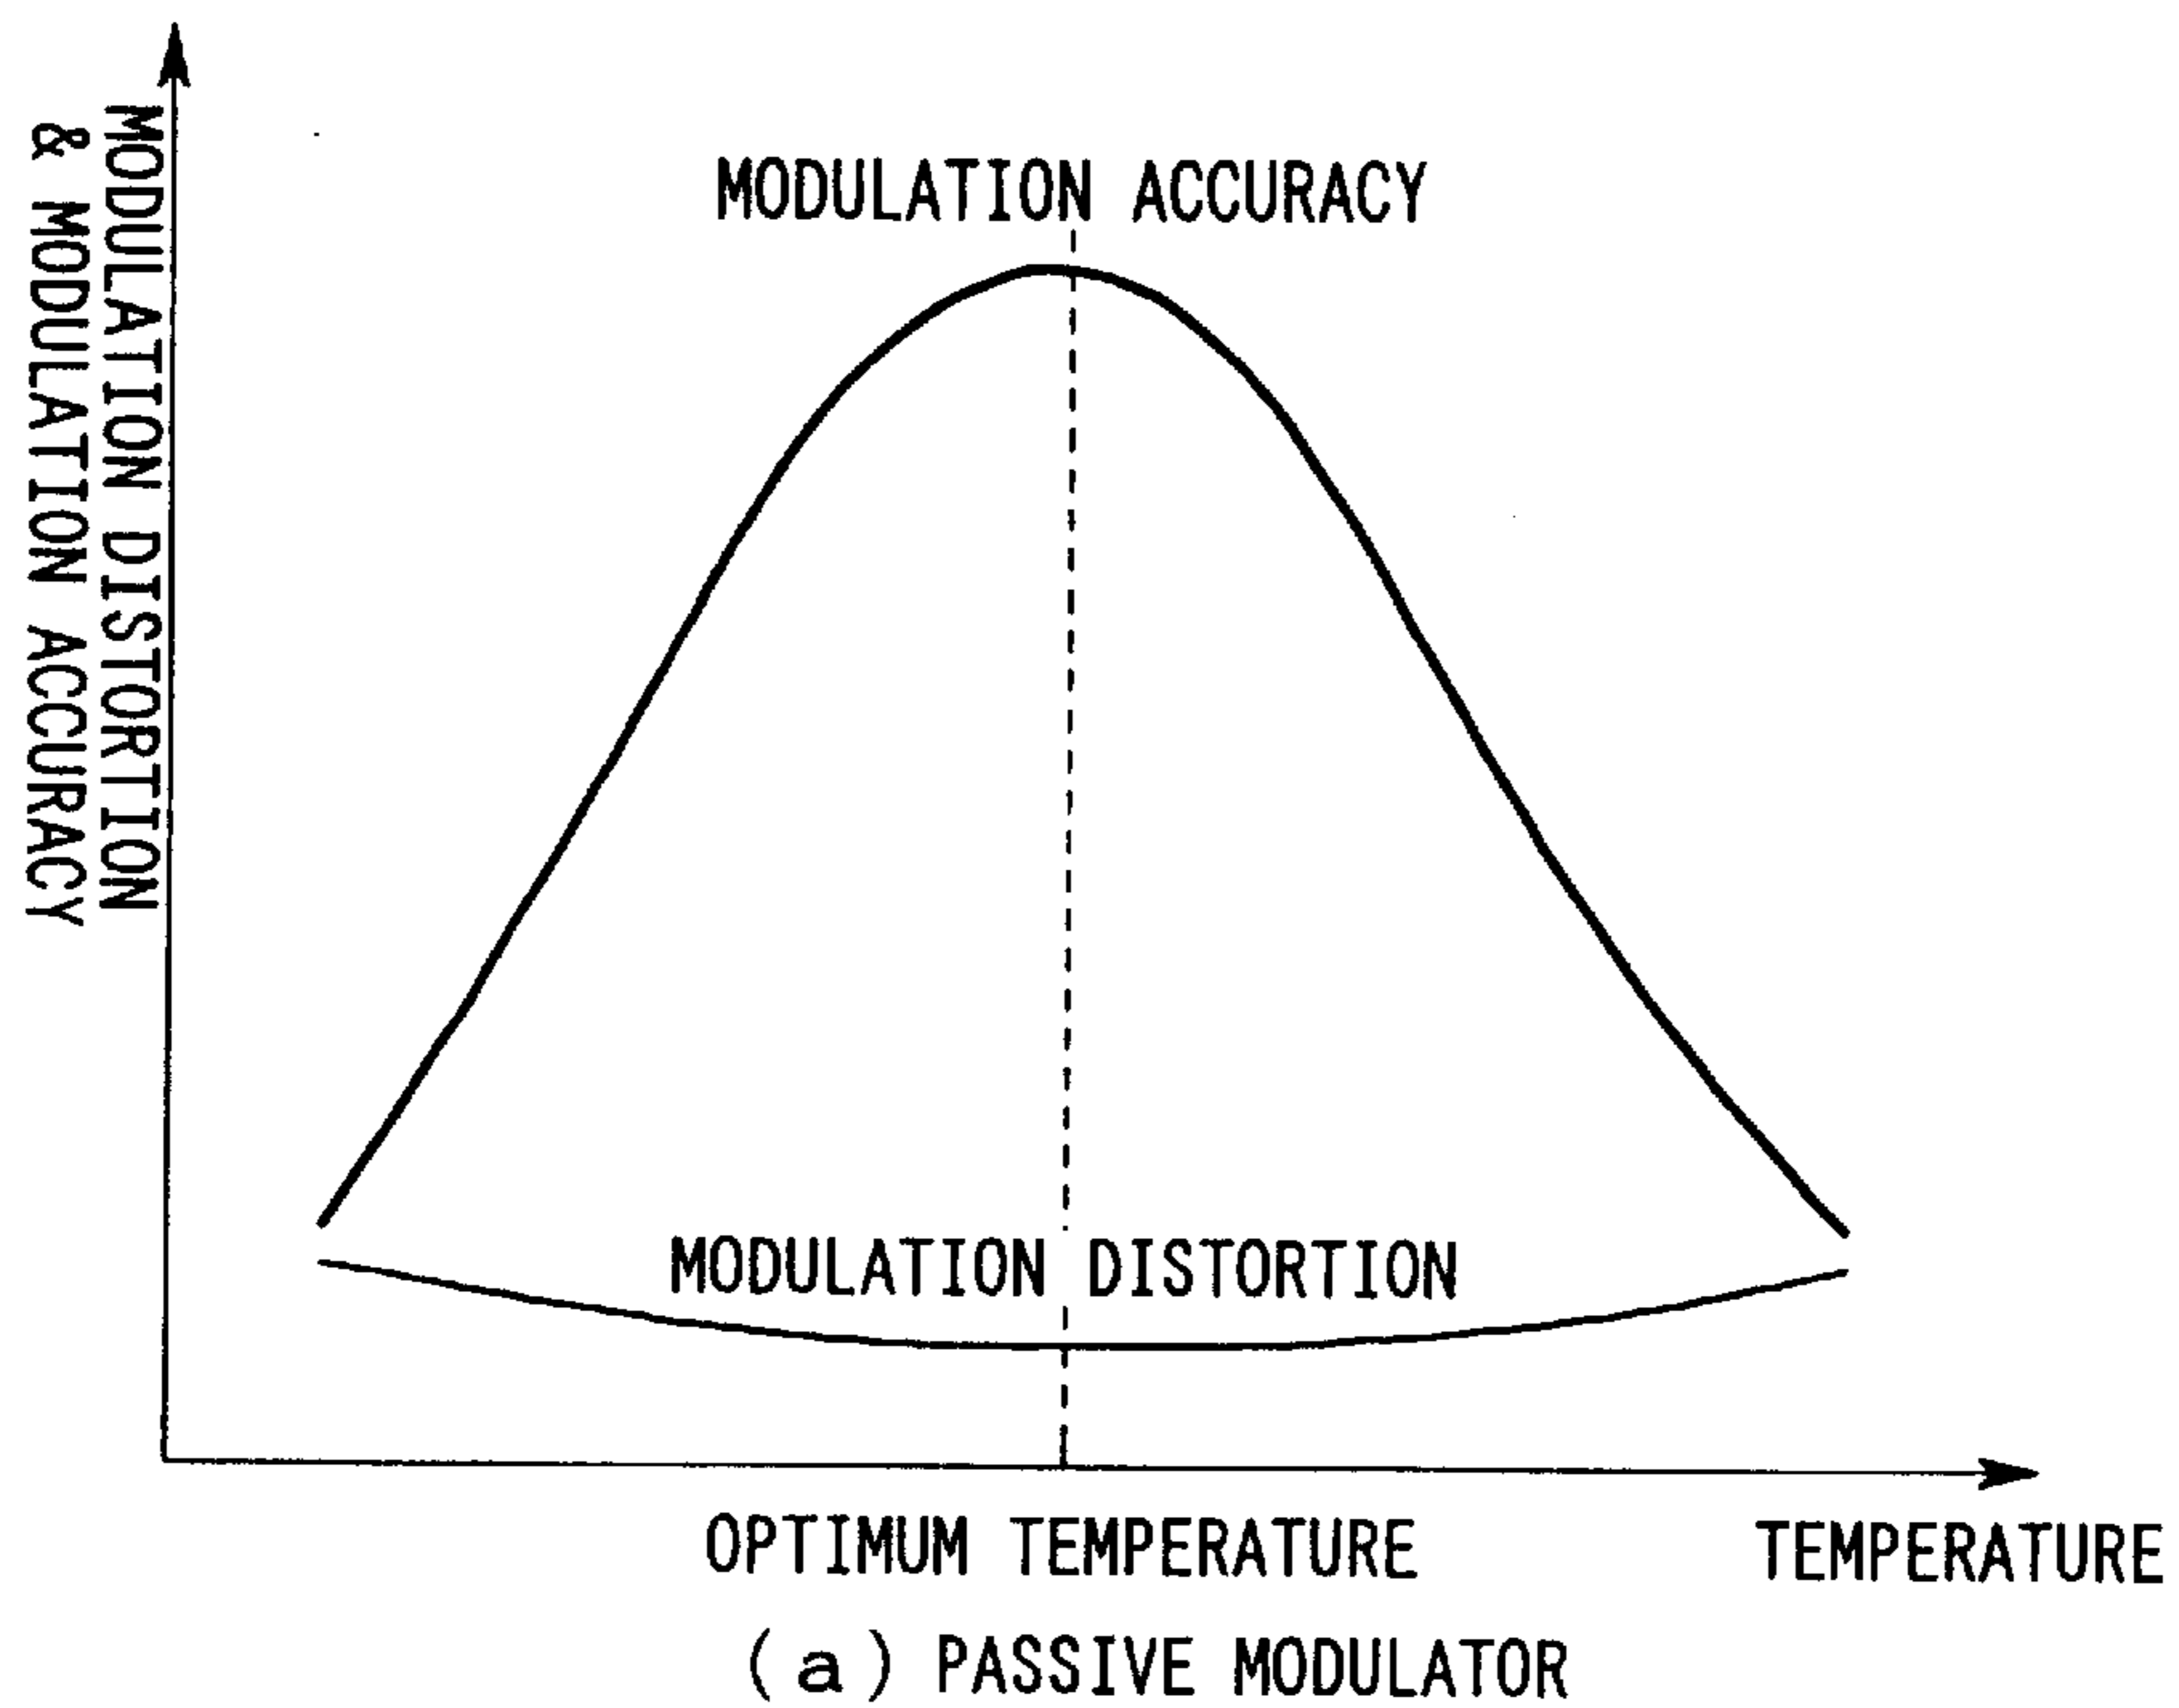 MODULATION DISTORTION
& MODULATION ACCURACY
MODULATION ACCURACY
MODULATION DISTORTION
OPTIMUM TEMPERATURE
TEMPERATURE
(a) PASSIVE MODULATOR